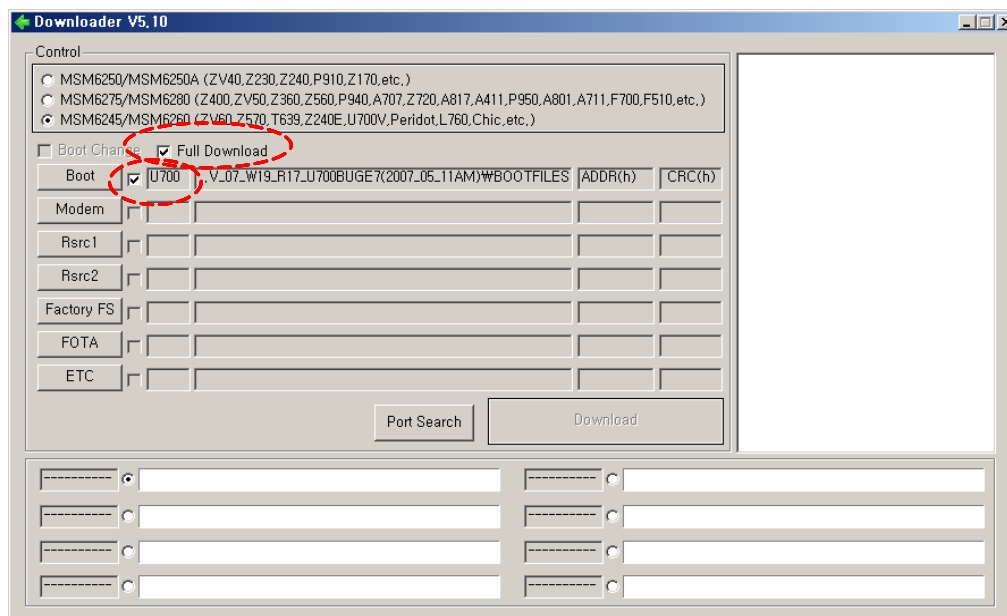 Downloader V5.10
Control
MSM6250/MSM6250A (ZV40,Z230,Z240,P910,Z170,etc.)
MSM6275/MSM6280 (Z400,ZV50,Z360,Z560,P940,A707,Z720,A817,A411,P950,A801,A711,F700,F510,etc.)
MSM6245/MSM6260 (ZV60,Z570,T639,Z240E,U700V,Peridot,L760,Chic,etc.)
Boot Change Full Download
Boot U700 ..V_07_W19_R17_U700BUGE7(2007_05_11AM)₩BOOTFILES ADDR(h) CRC(h)
Modem
Rsrc1
Rsrc2
Factory FS
FOTA
ETC
Port Search Download
---------- ----------
---------- ----------
---------- ----------
---------- ----------